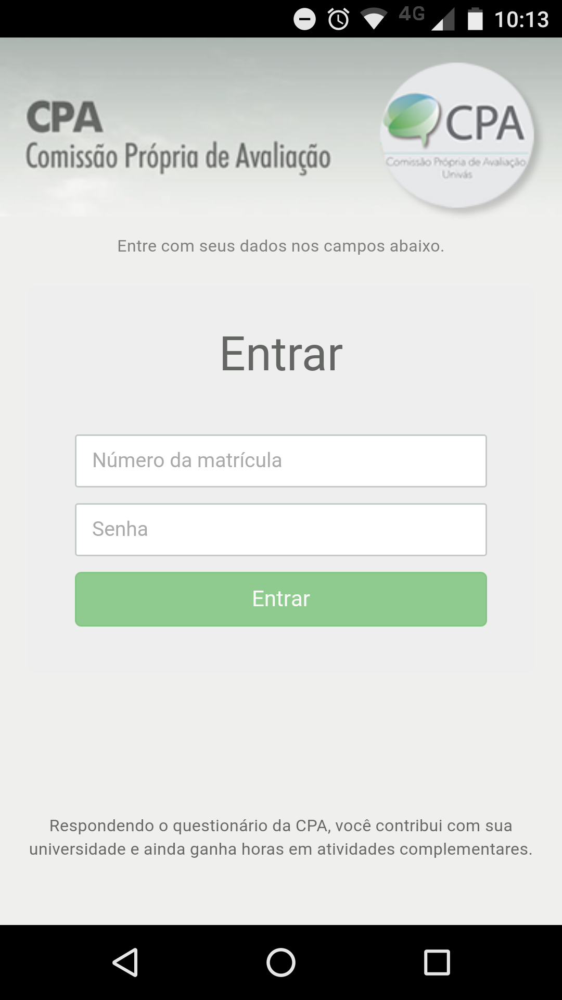 4G 10:13
CPA
Comissão Própria de Avaliação
CPA
Comissão Própria de Avaliação
Univás
Entre com seus dados nos campos abaixo.
Entrar
Número da matrícula
Senha
Entrar
Respondendo o questionário da CPA, você contribui com sua
universidade e ainda ganha horas em atividades complementares.